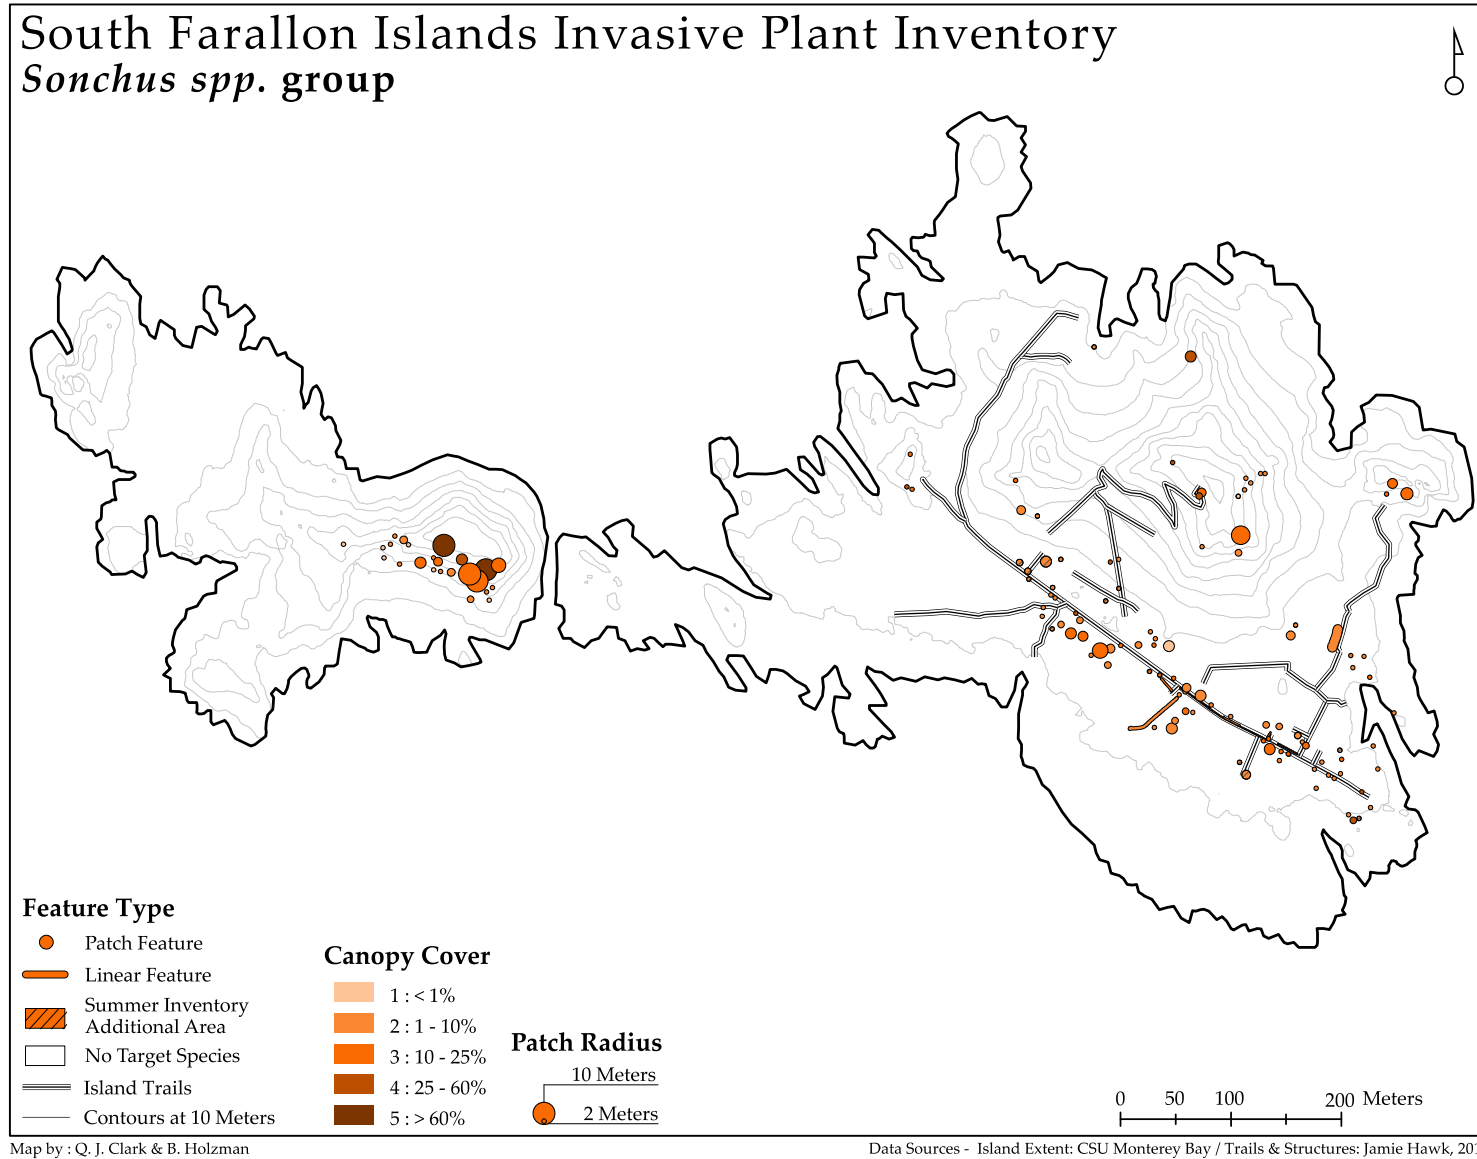 South Farallon Islands Invasive Plant Inventory
Sonchus spp. group
Feature Type
Patch Feature
Linear Feature
Summer Inventory
Additional Area
No Target Species
Island Trails
Contours at 10 Meters
Canopy Cover
1 : < 1%
2 : 1 - 10%
3 : 10 - 25%
4 : 25 - 60%
5 : > 60%
Patch Radius
10 Meters
2 Meters
0 50 100 200 Meters
Map by : Q. J. Clark & B. Holzman
Data Sources - Island Extent: CSU Monterey Bay / Trails & Structures: Jamie Hawk,